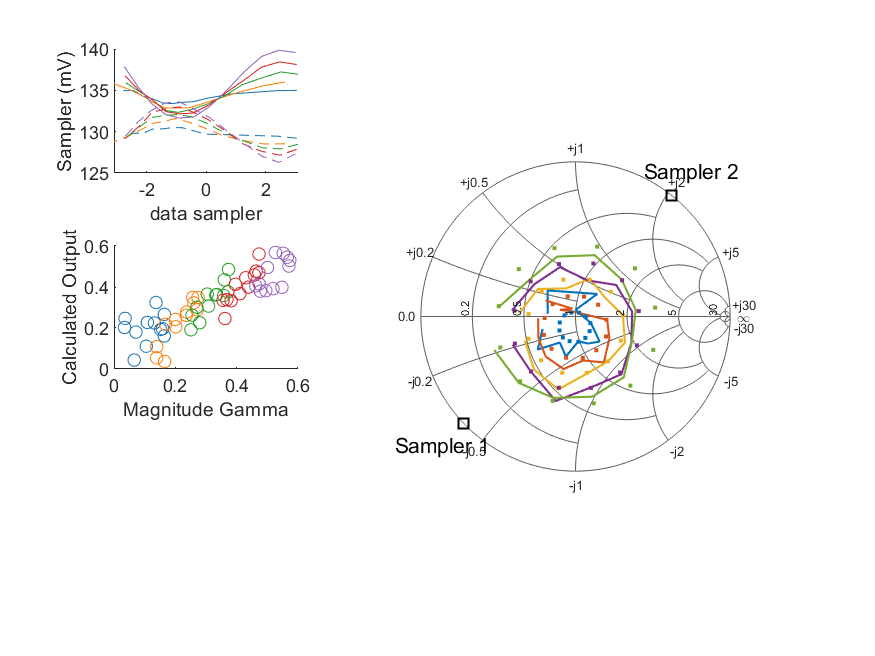 140
135
130
125
Sampler (mV)
-2 0 2
data sampler
0.6
0.4
0.2
0
Calculated Output
0 0.2 0.4 0.6
Magnitude Gamma
+j1
Sampler 2
+j2
+j0.5
+j0.2
+j5
0.0
0.2
0.5
1
2
5
30
+j30
∞
-j30
-j0.2
-j5
Sampler 1
-j0.5
-j2
-j1